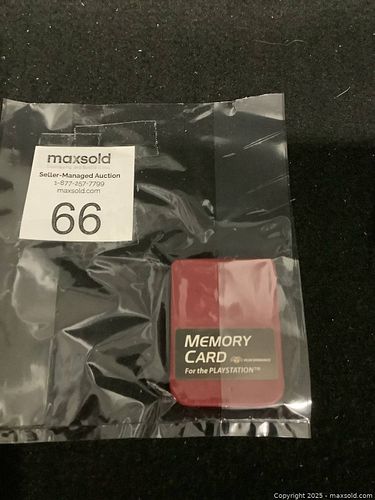 maxsold
Seller-Managed Auction
1-877-257-7799
maxsold.com
66
MEMORY
CARD PERFORMANCE
For the PLAYSTATION™
Copyright 2025 - maxsold.com